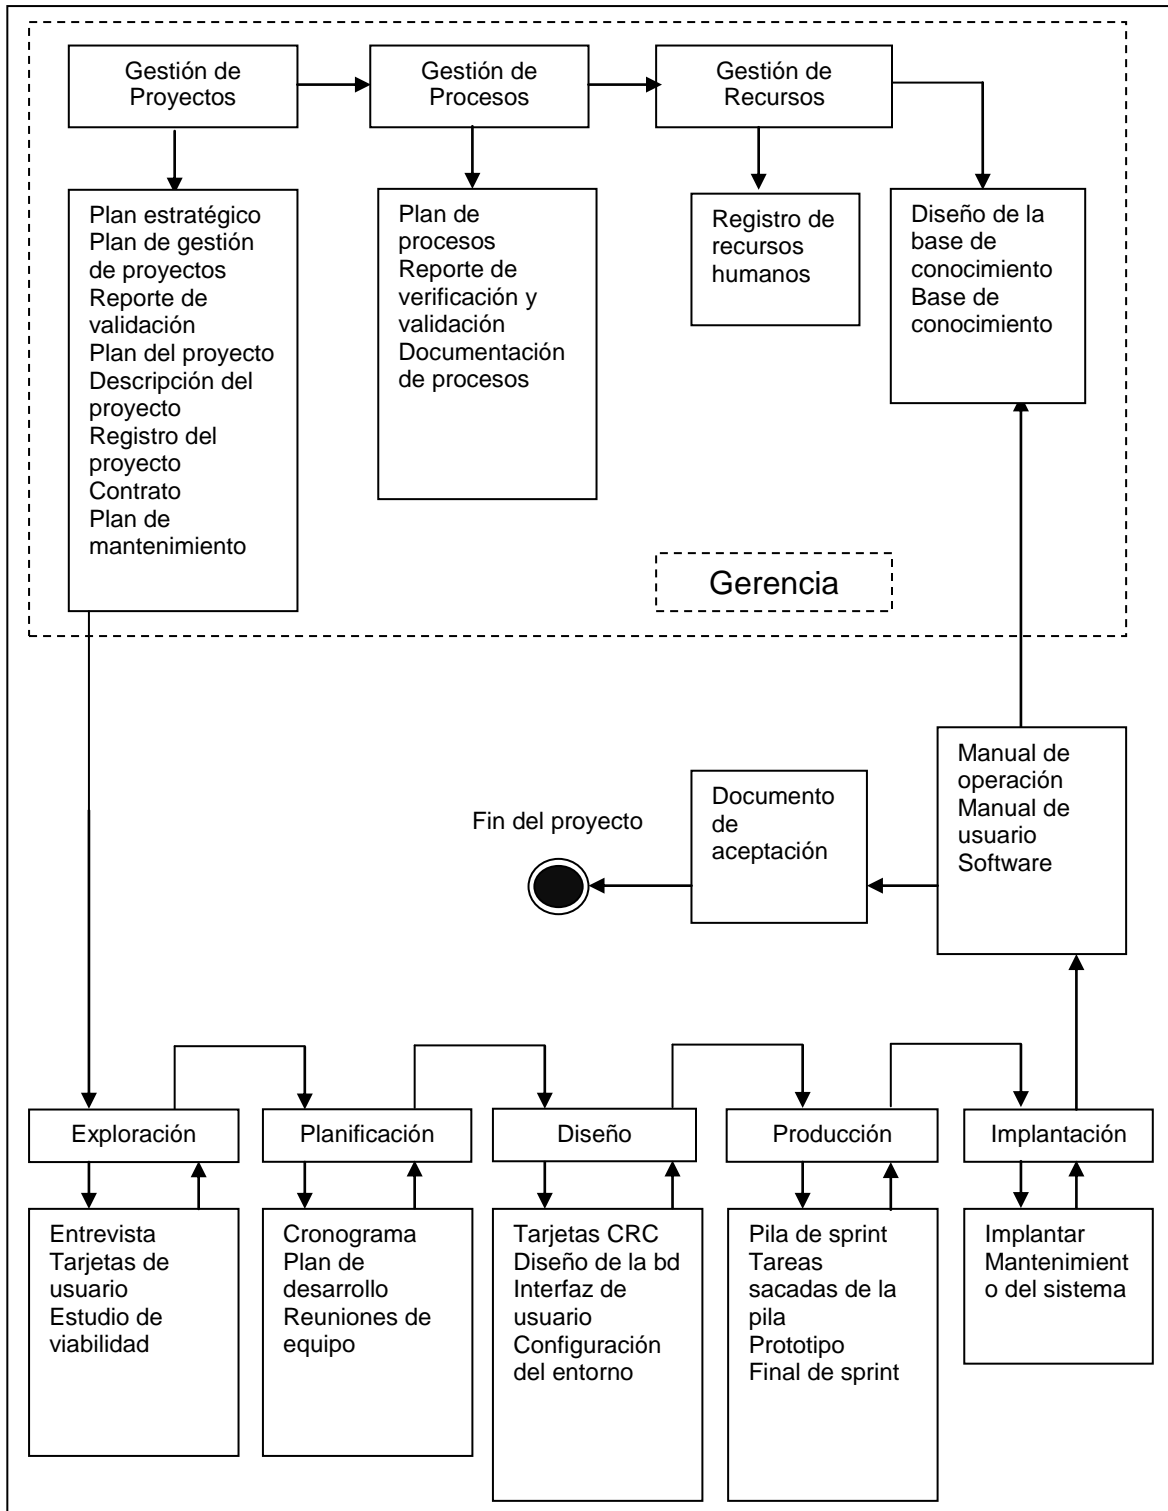 Gestión de
Proyectos
Gestión de
Procesos
Gestión de
Recursos
Plan estratégico
Plan de gestión
de proyectos
Reporte de
validación
Plan del proyecto
Descripción del
proyecto
Registro del
proyecto
Contrato
Plan de
mantenimiento
Plan de
procesos
Reporte de
verificación y
validación
Documentación
de procesos
Registro de
recursos
humanos
Diseño de la
base de
conocimiento
Base de
conocimiento
Gerencia
Manual de
operación
Manual de
usuario
Software
Documento
de
aceptación
Fin del proyecto
Exploración
Planificación
Diseño
Producción
Implantación
Entrevista
Tarjetas de
usuario
Estudio de
viabilidad
Cronograma
Plan de
desarrollo
Reuniones de
equipo
Tarjetas CRC
Diseño de la bd
Interfaz de
usuario
Configuración
del entorno
Pila de sprint
Tareas
sacadas de la
pila
Prototipo
Final de sprint
Implantar
Mantenimient
o del sistema